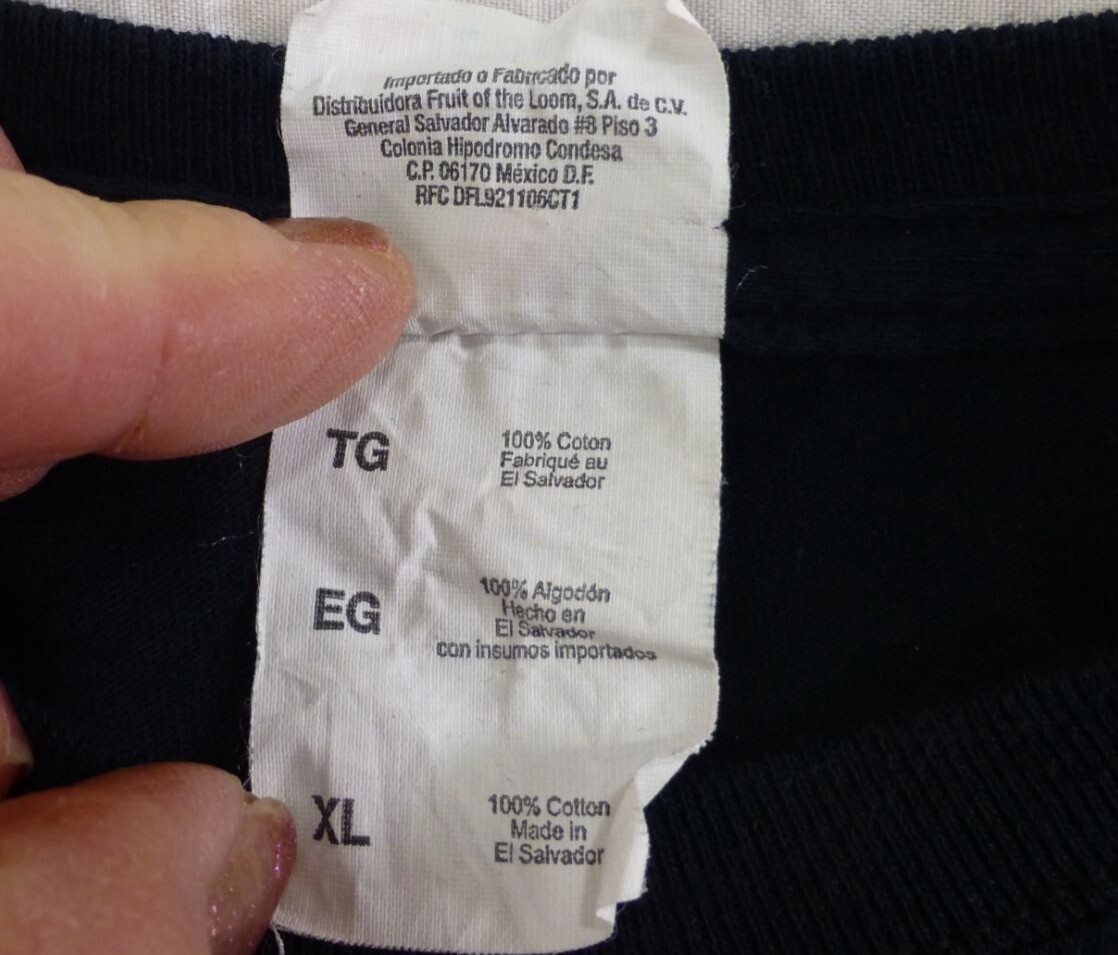 Importado o Fabricado por
Distribuidora Fruit of the Loom, S.A. de C.V.
General Salvador Alvarado #8 Piso 3
Colonia Hipodromo Condesa
C.P. 06170 México D.F.
RFC DFL921106CT1
TG
100% Coton
Fabriqué au
El Salvador
EG
100% Algodón
Hecho en
El Salvador
con insumos importados
XL
100% Cotton
Made in
El Salvador